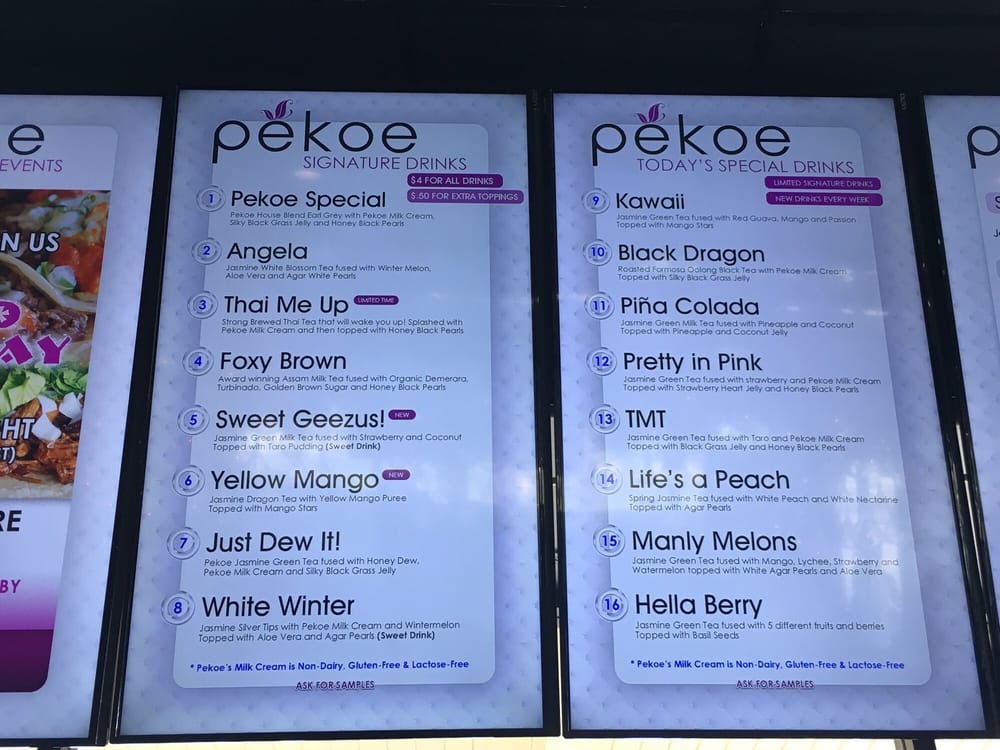 e
EVENTS
N US
AY
HT
T)
RE
BY
pekoe
SIGNATURE DRINKS
$4 FOR ALL DRINKS
$.50 FOR EXTRA TOPPINGS
1 Pekoe Special
Pekoe House Blend Earl Grey with Pekoe Milk Cream,
Silky Black Grass Jelly and Honey Black Pearls
2 Angela
Jasmine White Blossom Tea fused with Winter Melon,
Aloe Vera and Agar White Pearls
3 Thai Me Up LIMITED TIME
Strong Brewed Thai Tea that will wake you up! Splashed with
Pekoe Milk Cream and then topped with Honey Black Pearls
4 Foxy Brown
Award winning Assam Milk Tea fused with Organic Demerara,
Turbinado, Golden Brown Sugar and Honey Black Pearls
5 Sweet Geezus! NEW
Jasmine Green Milk Tea fused with Strawberry and Coconut
Topped with Taro Pudding (Sweet Drink)
6 Yellow Mango NEW
Jasmine Dragon Tea with Yellow Mango Puree
Topped with Mango Stars
7 Just Dew It!
Pekoe Jasmine Green Tea fused with Honey Dew,
Pekoe Milk Cream and Silky Black Grass Jelly
8 White Winter
Jasmine Silver Tips with Pekoe Milk Cream and Wintermelon
Topped with Aloe Vera and Agar Pearls (Sweet Drink)
* Pekoe's Milk Cream is Non-Dairy, Gluten-Free & Lactose-Free
ASK FOR SAMPLES
pekoe
TODAY'S SPECIAL DRINKS
LIMITED SIGNATURE DRINKS
NEW DRINKS EVERY WEEK
9 Kawaii
Jasmine Green Tea fused with Red Guava, Mango and Passion
Topped with Mango Stars
10 Black Dragon
Roasted Formosa Oolong Black Tea with Pekoe Milk Cream
Topped with Silky Black Grass Jelly
11 Piña Colada
Jasmine Green Milk Tea fused with Pineapple and Coconut
Topped with Pineapple and Coconut Jelly
12 Pretty in Pink
Jasmine Green Tea fused with strawberry and Pekoe Milk Cream
Topped with Strawberry Heart Jelly and Honey Black Pearls
13 TMT
Jasmine Green Tea fused with Taro and Pekoe Milk Cream
Topped with Black Grass Jelly and Honey Black Pearls
14 Life's a Peach
Spring Jasmine Tea fused with White Peach and White Nectarine
Topped with Agar Pearls
15 Manly Melons
Jasmine Green Tea fused with Mango, Lychee, Strawberry and
Watermelon topped with White Agar Pearls and Aloe Vera
16 Hella Berry
Jasmine Green Tea fused with 5 different fruits and berries
Topped with Basil Seeds
* Pekoe's Milk Cream is Non-Dairy, Gluten-Free & Lactose-Free
ASK FOR SAMPLES
p